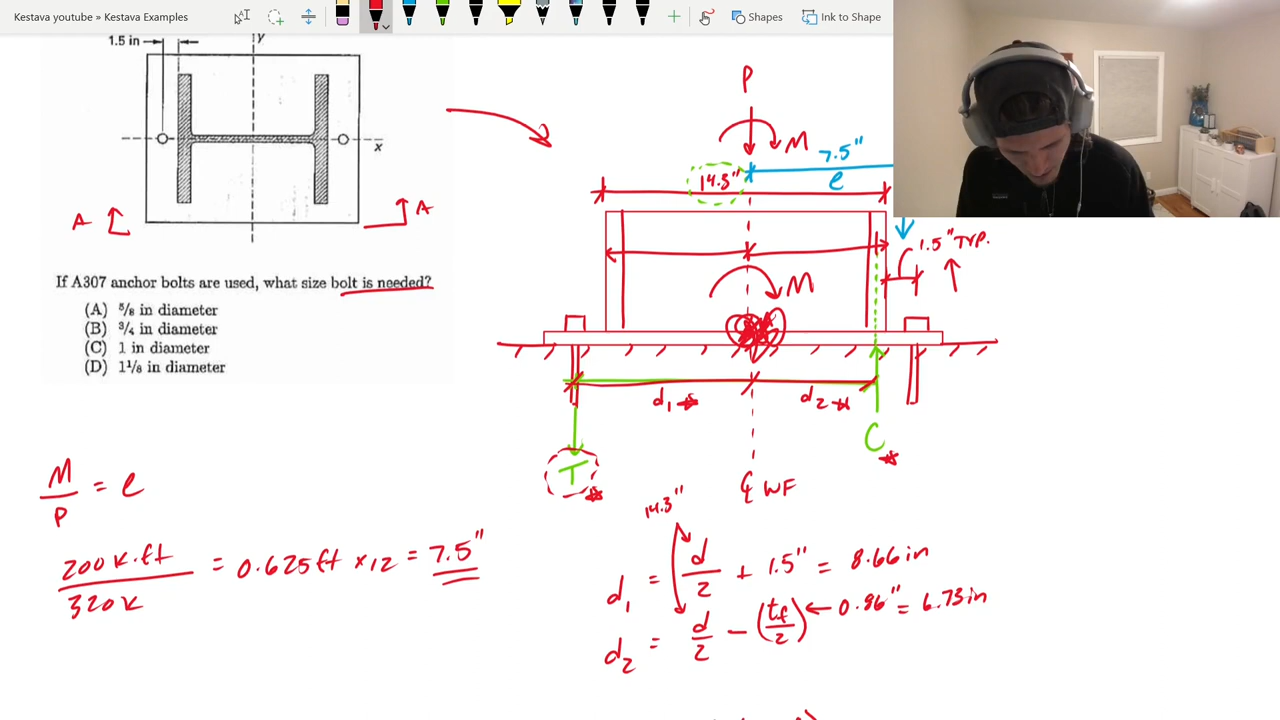 Kestava youtube » Kestava Examples
Shapes
Ink to Shape
1.5 in
y
x
A
A
If A307 anchor bolts are used, what size bolt is needed?
(A) 5/8 in diameter
(B) 3/4 in diameter
(C) 1 in diameter
(D) 1 1/8 in diameter
P
M
7.5"
e
14.3"
1.5" TYP.
M
d₁
d₂
T
C
℄ WF
M/P = e
200 k·ft / 320k = 0.625 ft x 12 = 7.5"
14.3"
d₁ = d/2 + 1.5" = 8.66 in
d₂ = d/2 - (tf/2) ← 0.86" = 6.73 in